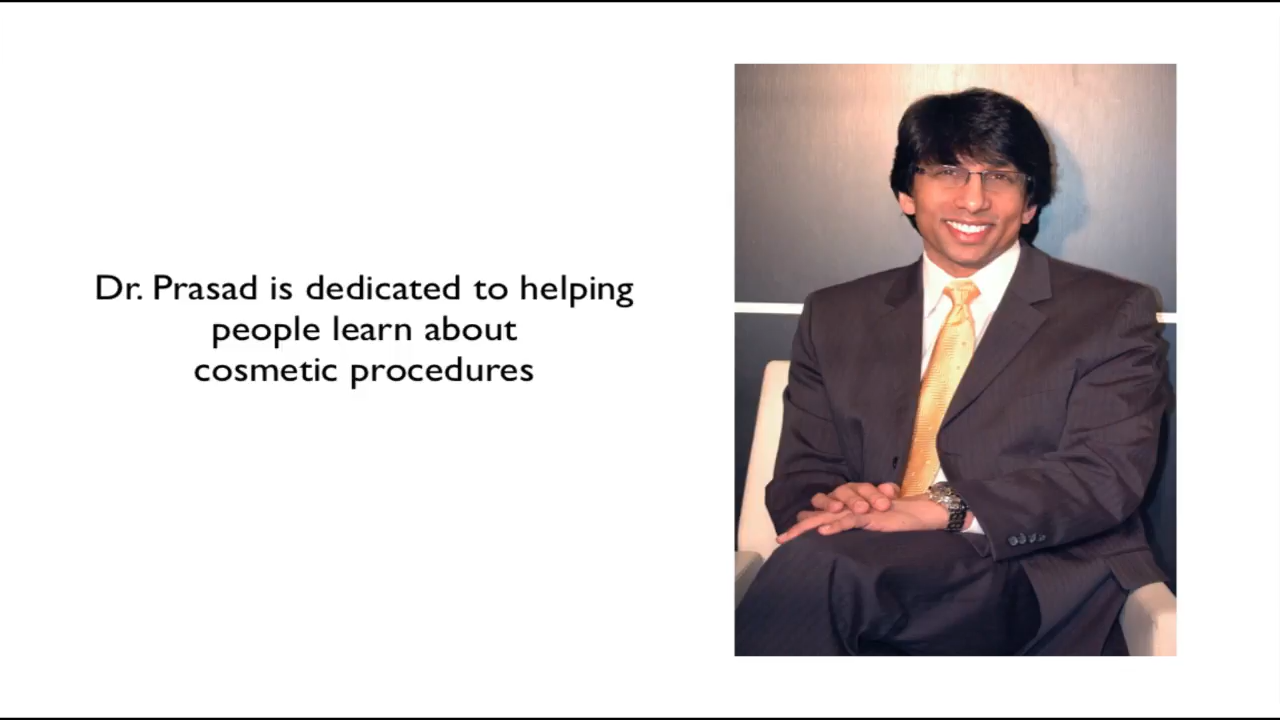 Dr. Prasad is dedicated to helping
people learn about
cosmetic procedures